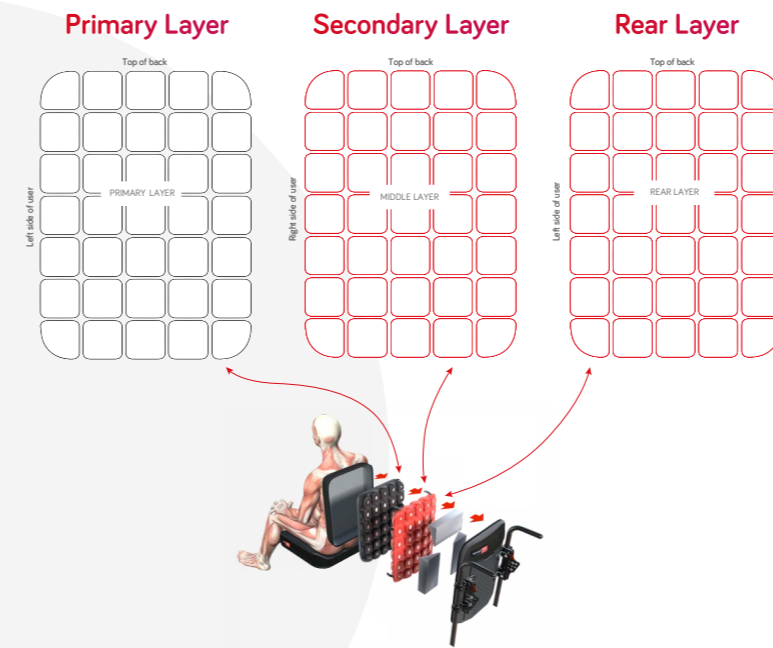 Primary Layer
Secondary Layer
Rear Layer
Top of back
Top of back
Top of back
Left side of user
PRIMARY LAYER
Right side of user
MIDDLE LAYER
Left side of user
REAR LAYER